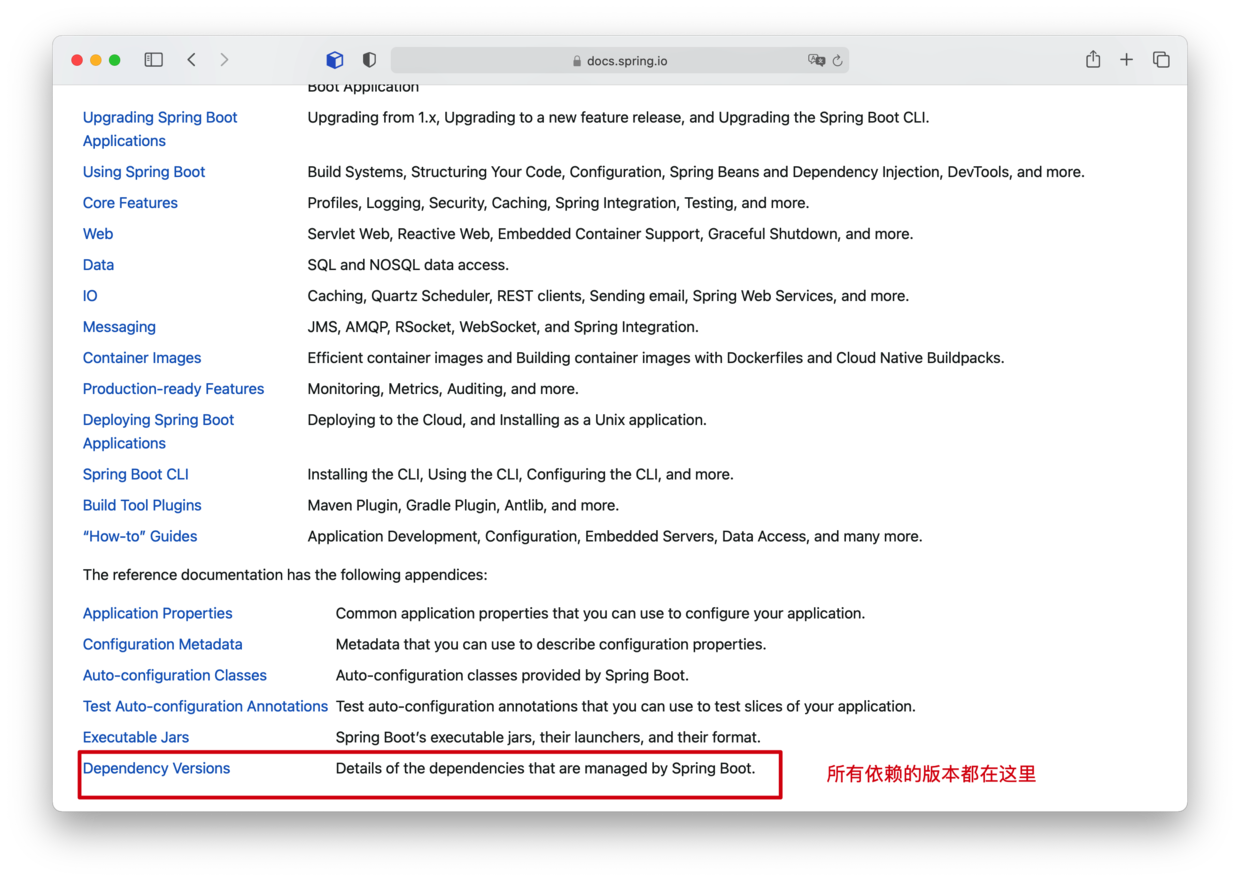 docs.spring.io
Boot Application
Upgrading Spring Boot Applications Upgrading from 1.x, Upgrading to a new feature release, and Upgrading the Spring Boot CLI.
Using Spring Boot Build Systems, Structuring Your Code, Configuration, Spring Beans and Dependency Injection, DevTools, and more.
Core Features Profiles, Logging, Security, Caching, Spring Integration, Testing, and more.
Web Servlet Web, Reactive Web, Embedded Container Support, Graceful Shutdown, and more.
Data SQL and NOSQL data access.
IO Caching, Quartz Scheduler, REST clients, Sending email, Spring Web Services, and more.
Messaging JMS, AMQP, RSocket, WebSocket, and Spring Integration.
Container Images Efficient container images and Building container images with Dockerfiles and Cloud Native Buildpacks.
Production-ready Features Monitoring, Metrics, Auditing, and more.
Deploying Spring Boot Applications Deploying to the Cloud, and Installing as a Unix application.
Spring Boot CLI Installing the CLI, Using the CLI, Configuring the CLI, and more.
Build Tool Plugins Maven Plugin, Gradle Plugin, Antlib, and more.
“How-to” Guides Application Development, Configuration, Embedded Servers, Data Access, and many more.
The reference documentation has the following appendices:
Application Properties Common application properties that you can use to configure your application.
Configuration Metadata Metadata that you can use to describe configuration properties.
Auto-configuration Classes Auto-configuration classes provided by Spring Boot.
Test Auto-configuration Annotations Test auto-configuration annotations that you can use to test slices of your application.
Executable Jars Spring Boot’s executable jars, their launchers, and their format.
Dependency Versions Details of the dependencies that are managed by Spring Boot.
所有依赖的版本都在这里